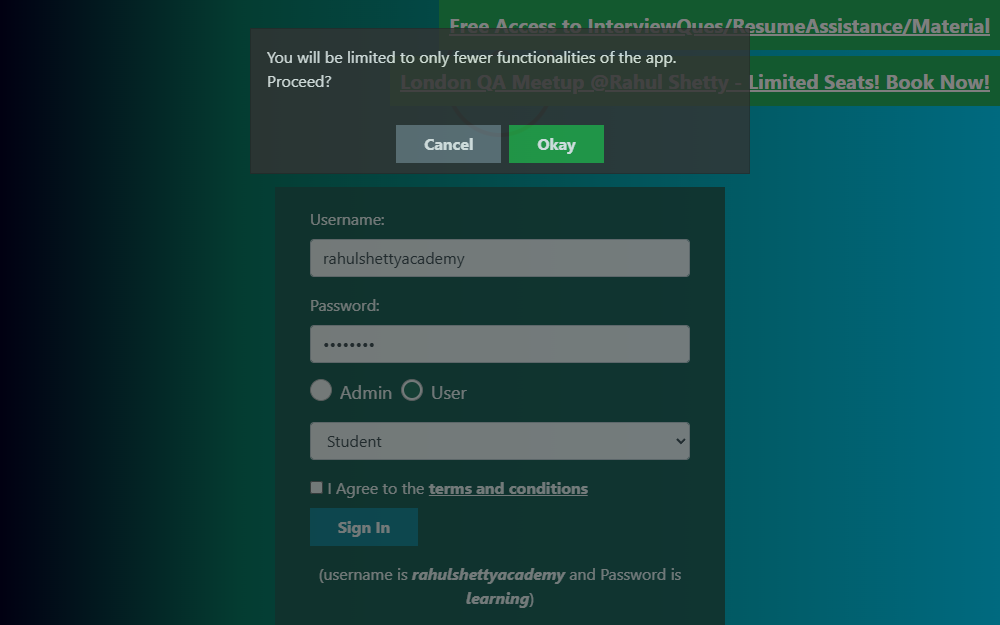 Free Access to InterviewQues/ResumeAssistance/Material
You will be limited to only fewer functionalities of the app.
Proceed?
London QA Meetup @Rahul Shetty - Limited Seats! Book Now!
Cancel
Okay
Username:
rahulshettyacademy
Password:
••••••••
Admin
User
Student
I Agree to the terms and conditions
Sign In
(username is rahulshettyacademy and Password is
learning)